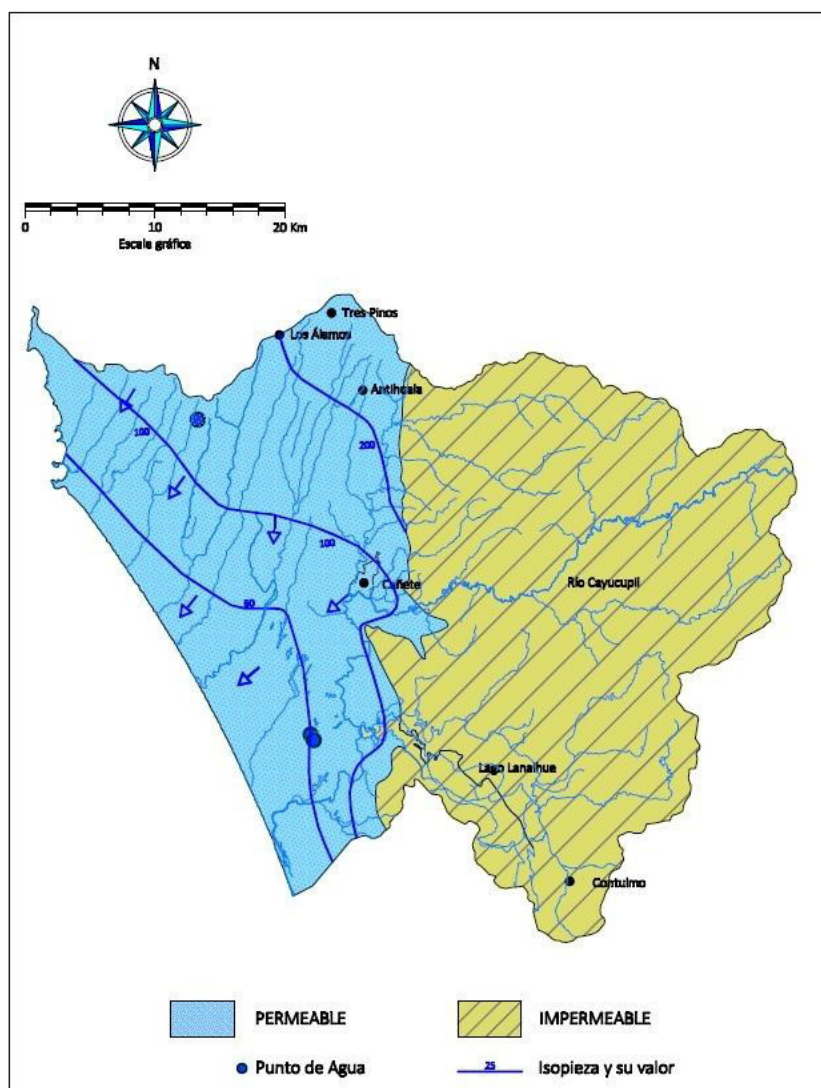 N
0 10 20 Km
Escala gráfica
Tres Pinos
Los Álamos
Antihuala
100
200
100
Cañete
Río Cayucupil
50
Lago Lanalhue
Contulmo
PERMEABLE
IMPERMEABLE
Punto de Agua
25
Isopieza y su valor